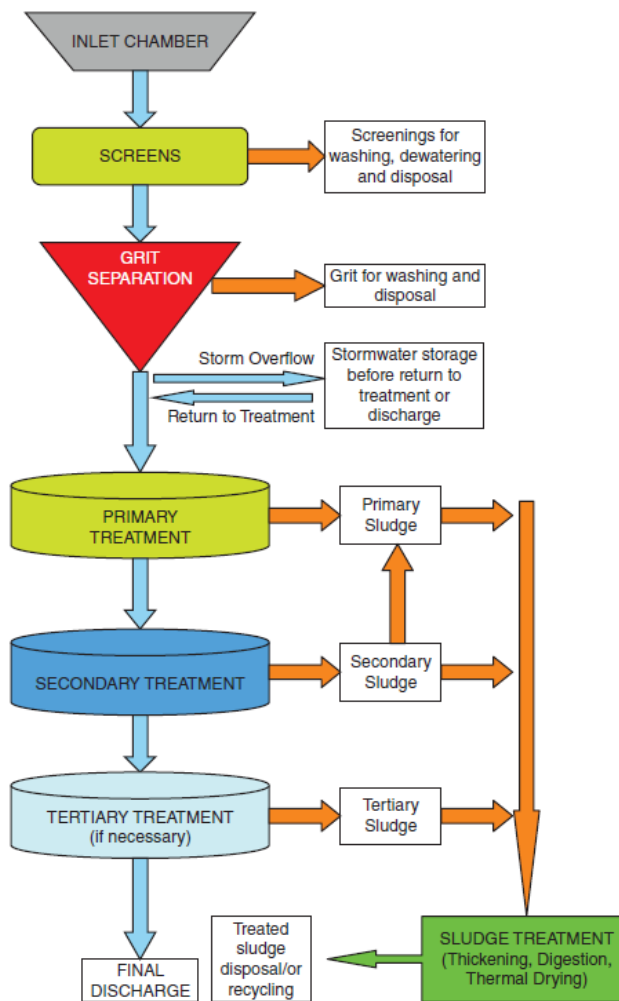 INLET CHAMBER
SCREENS
Screenings for
washing, dewatering
and disposal
GRIT
SEPARATION
Grit for washing and
disposal
Storm Overflow
Return to Treatment
Stormwater storage
before return to
treatment or
discharge
PRIMARY
TREATMENT
Primary
Sludge
SECONDARY TREATMENT
Secondary
Sludge
TERTIARY TREATMENT
(if necessary)
Tertiary
Sludge
FINAL
DISCHARGE
Treated
sludge
disposal/or
recycling
SLUDGE TREATMENT
(Thickening, Digestion,
Thermal Drying)